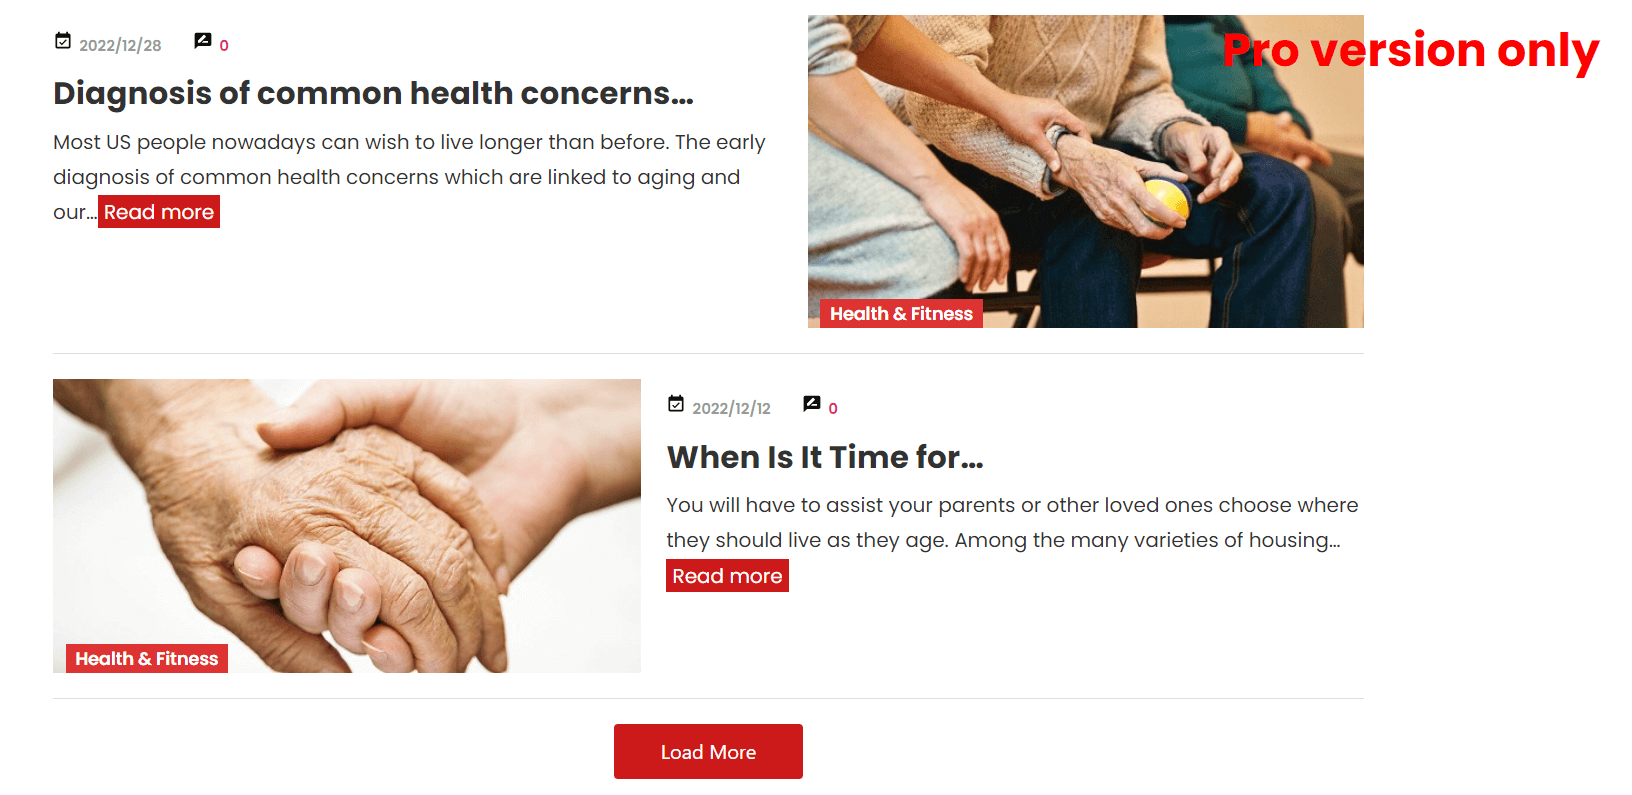 Pro version only
2022/12/28 0
Diagnosis of common health concerns...
Most US people nowadays can wish to live longer than before. The early
diagnosis of common health concerns which are linked to aging and
our... Read more
Health & Fitness
2022/12/12 0
When Is It Time for...
You will have to assist your parents or other loved ones choose where
they should live as they age. Among the many varieties of housing...
Read more
Health & Fitness
Load More